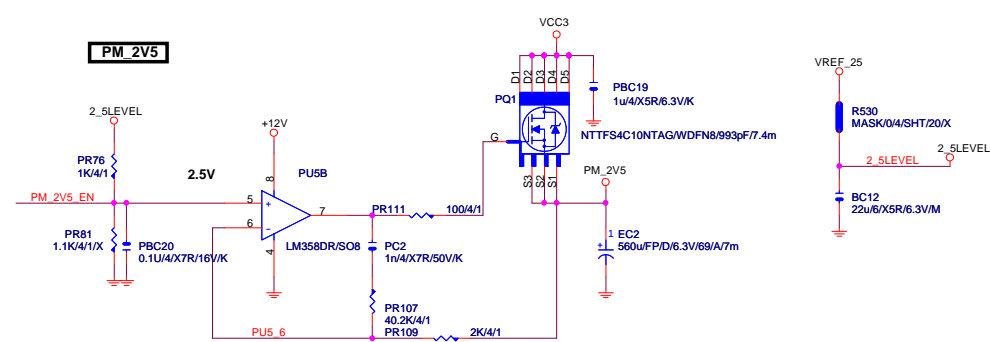 PM_2V5
VCC3
2_5LEVEL
+12V
D1
D2
D3
D4
D5
PBC19
1u/4/X5R/6.3V/K
PQ1
G
NTTFS4C10NTAG/WDFN8/993pF/7.4m
S3
S2
S1
PR76
1K/4/1
2.5V
PU5B
8
PM_2V5_EN
5
+
6
-
7
4
LM358DR/SO8
PR81
1.1K/4/1/X
PBC20
0.1U/4/X7R/16V/K
PR111
100/4/1
PC2
1n/4/X7R/50V/K
PM_2V5
1
+
EC2
560u/FP/D/6.3V/69/A/7m
PR107
40.2K/4/1
PR109
2K/4/1
PU5_6
VREF_25
R530
MASK/0/4/SHT/20/X
2_5LEVEL
2_5LEVEL
BC12
22u/6/X5R/6.3V/M